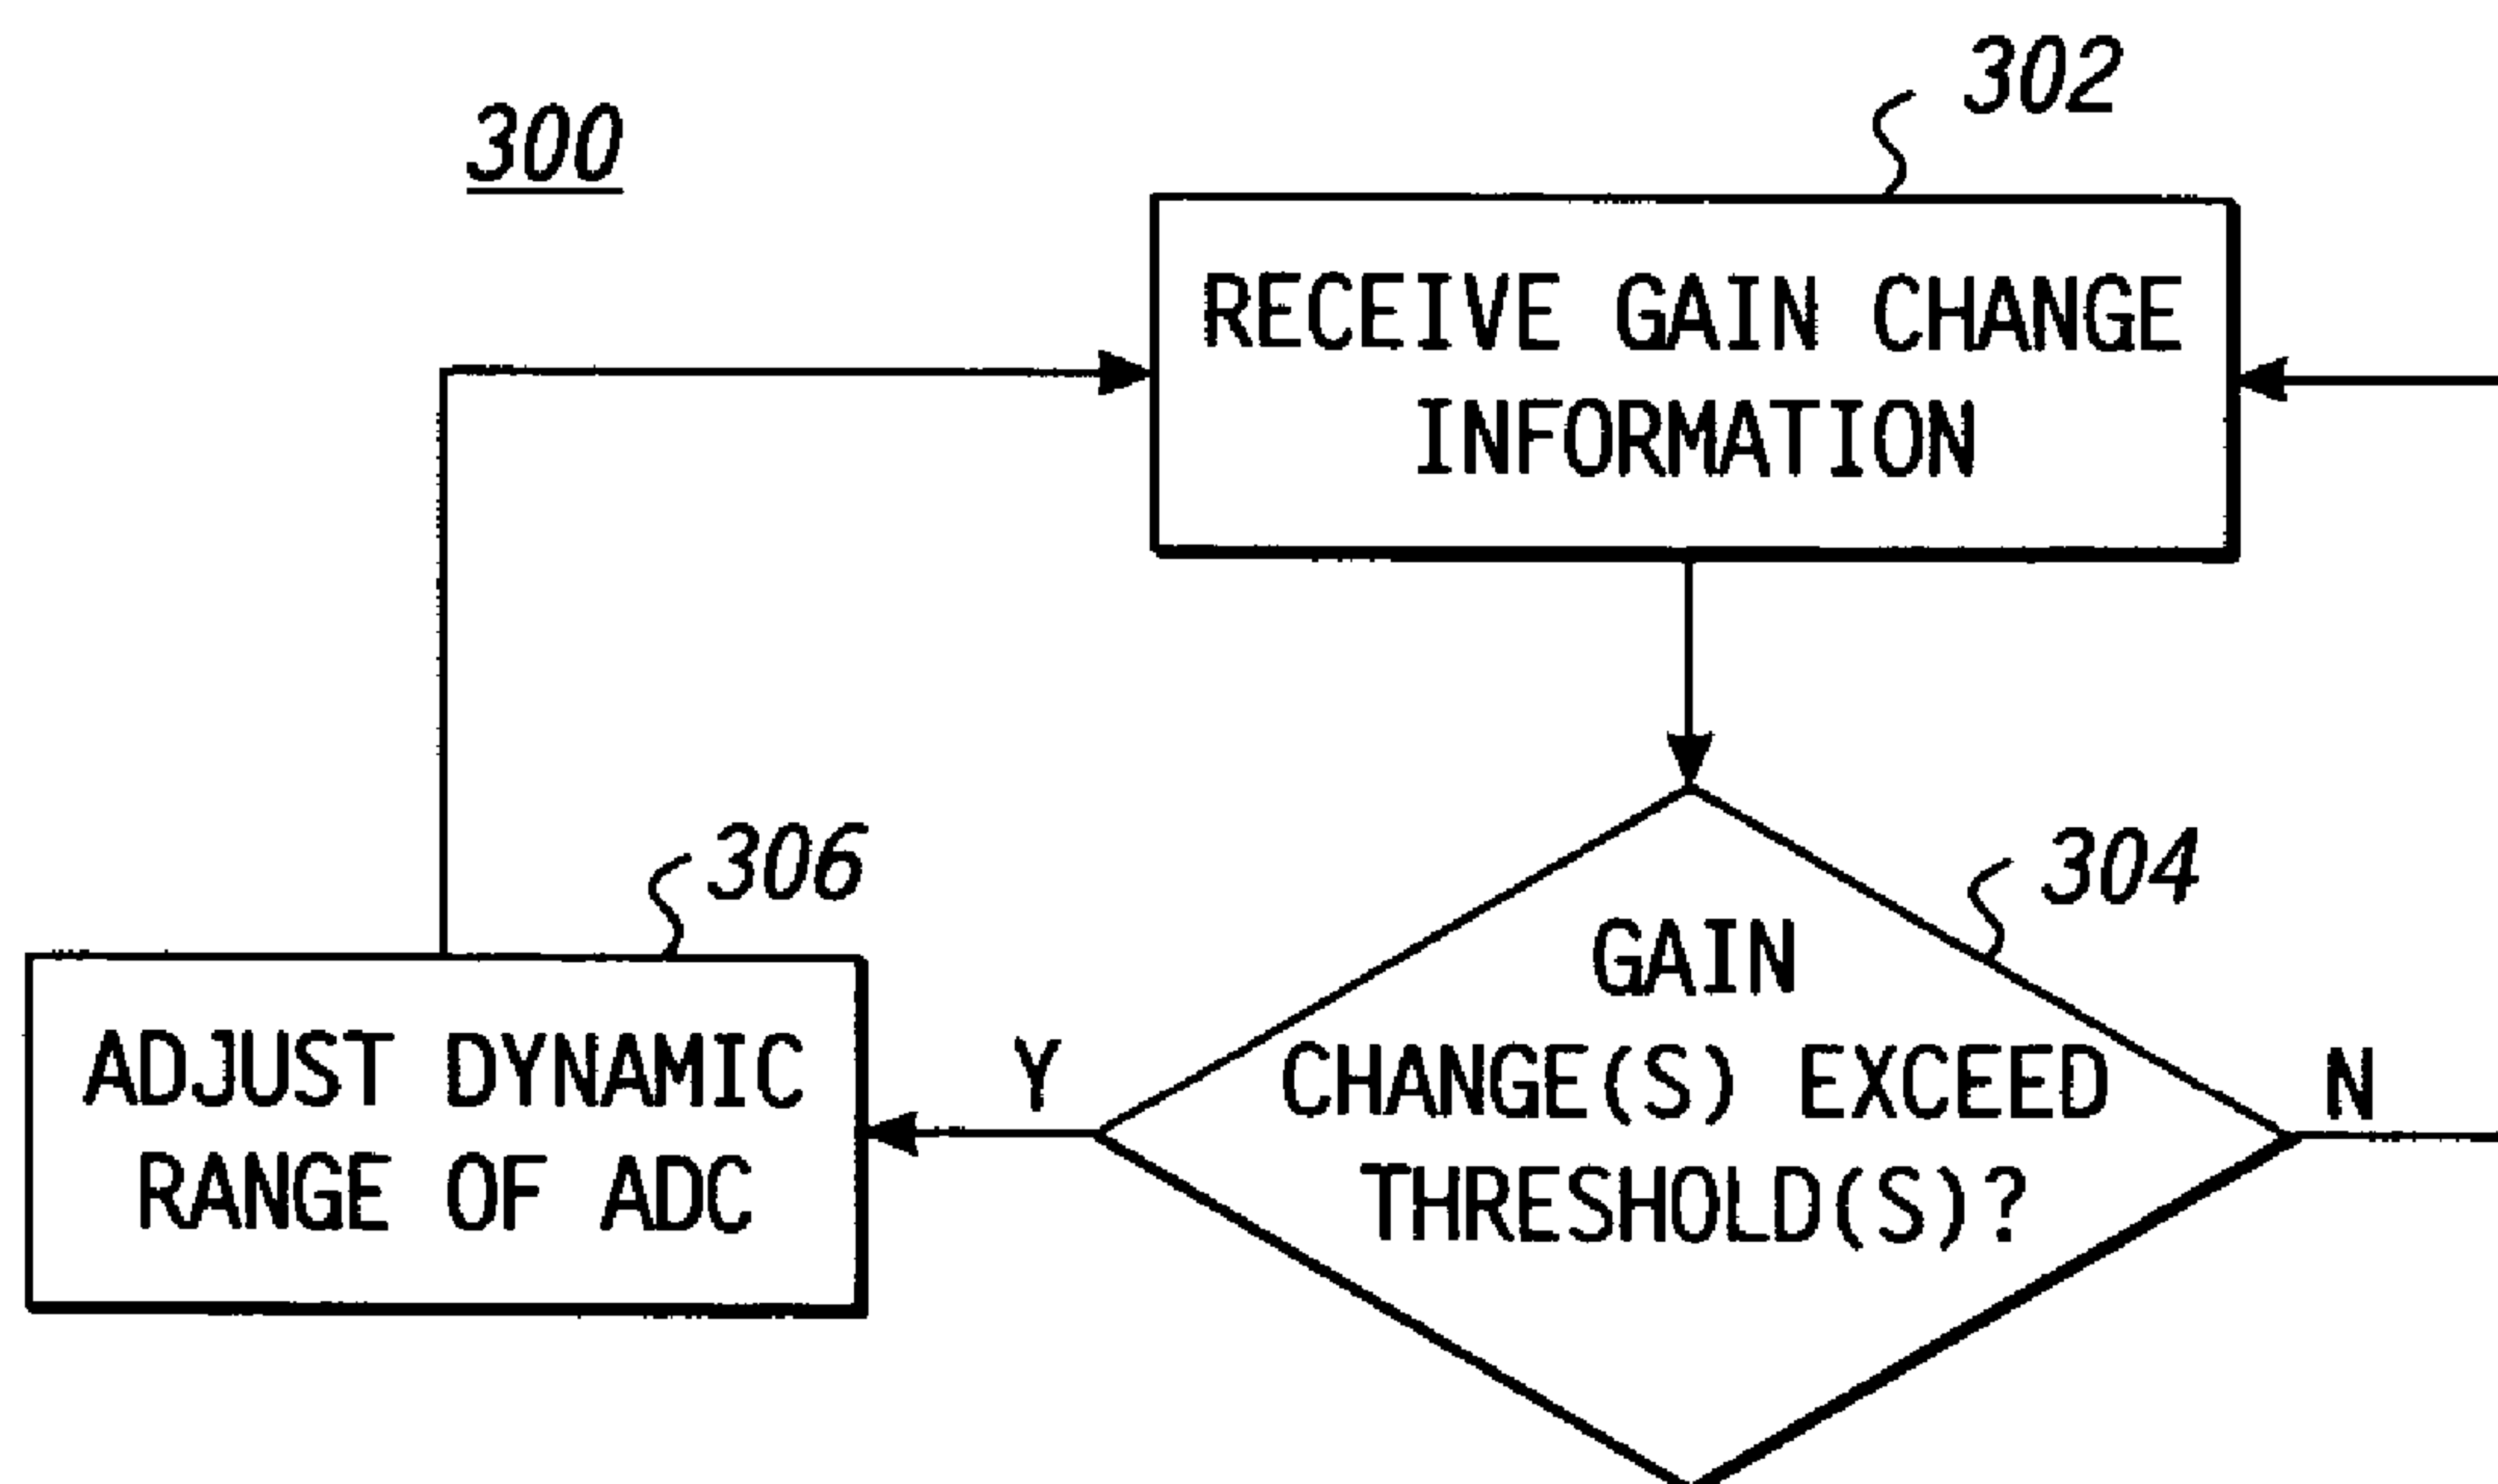 300
302
RECEIVE GAIN CHANGE
INFORMATION
306
304
GAIN
CHANGE(S) EXCEED
THRESHOLD(S)?
Y
N
ADJUST DYNAMIC
RANGE OF ADC